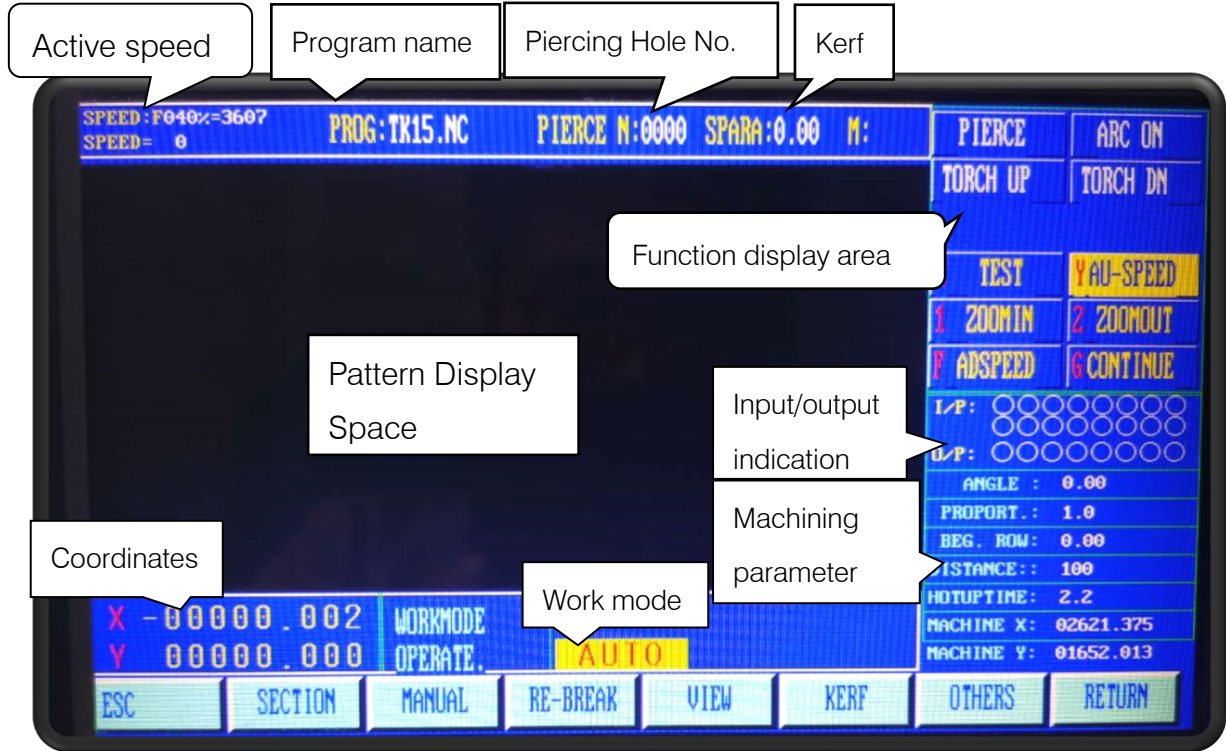 Active speed
Program name
Piercing Hole No.
Kerf
SPEED:F040%=3607
SPEED= 0
PROG:TK15.NC
PIERCE N:0000
SPARA:0.00
M:
PIERCE
ARC ON
TORCH UP
TORCH DN
Function display area
TEST
Y AU-SPEED
1 ZOOMIN
2 ZOOMOUT
F ADSPEED
G CONTINUE
Pattern Display
Space
Input/output
indication
I/P:
O/P:
ANGLE : 0.00
PROPORT.: 1.0
BEG. ROW: 0.00
Machining
parameter
ISTANCE:: 100
HOTUPTIME: 2.2
MACHINE X: 02621.375
MACHINE Y: 01652.013
Coordinates
Work mode
X -00000.002
Y 00000.000
WORKMODE
OPERATE.
AUTO
ESC
SECTION
MANUAL
RE-BREAK
VIEW
KERF
OTHERS
RETURN